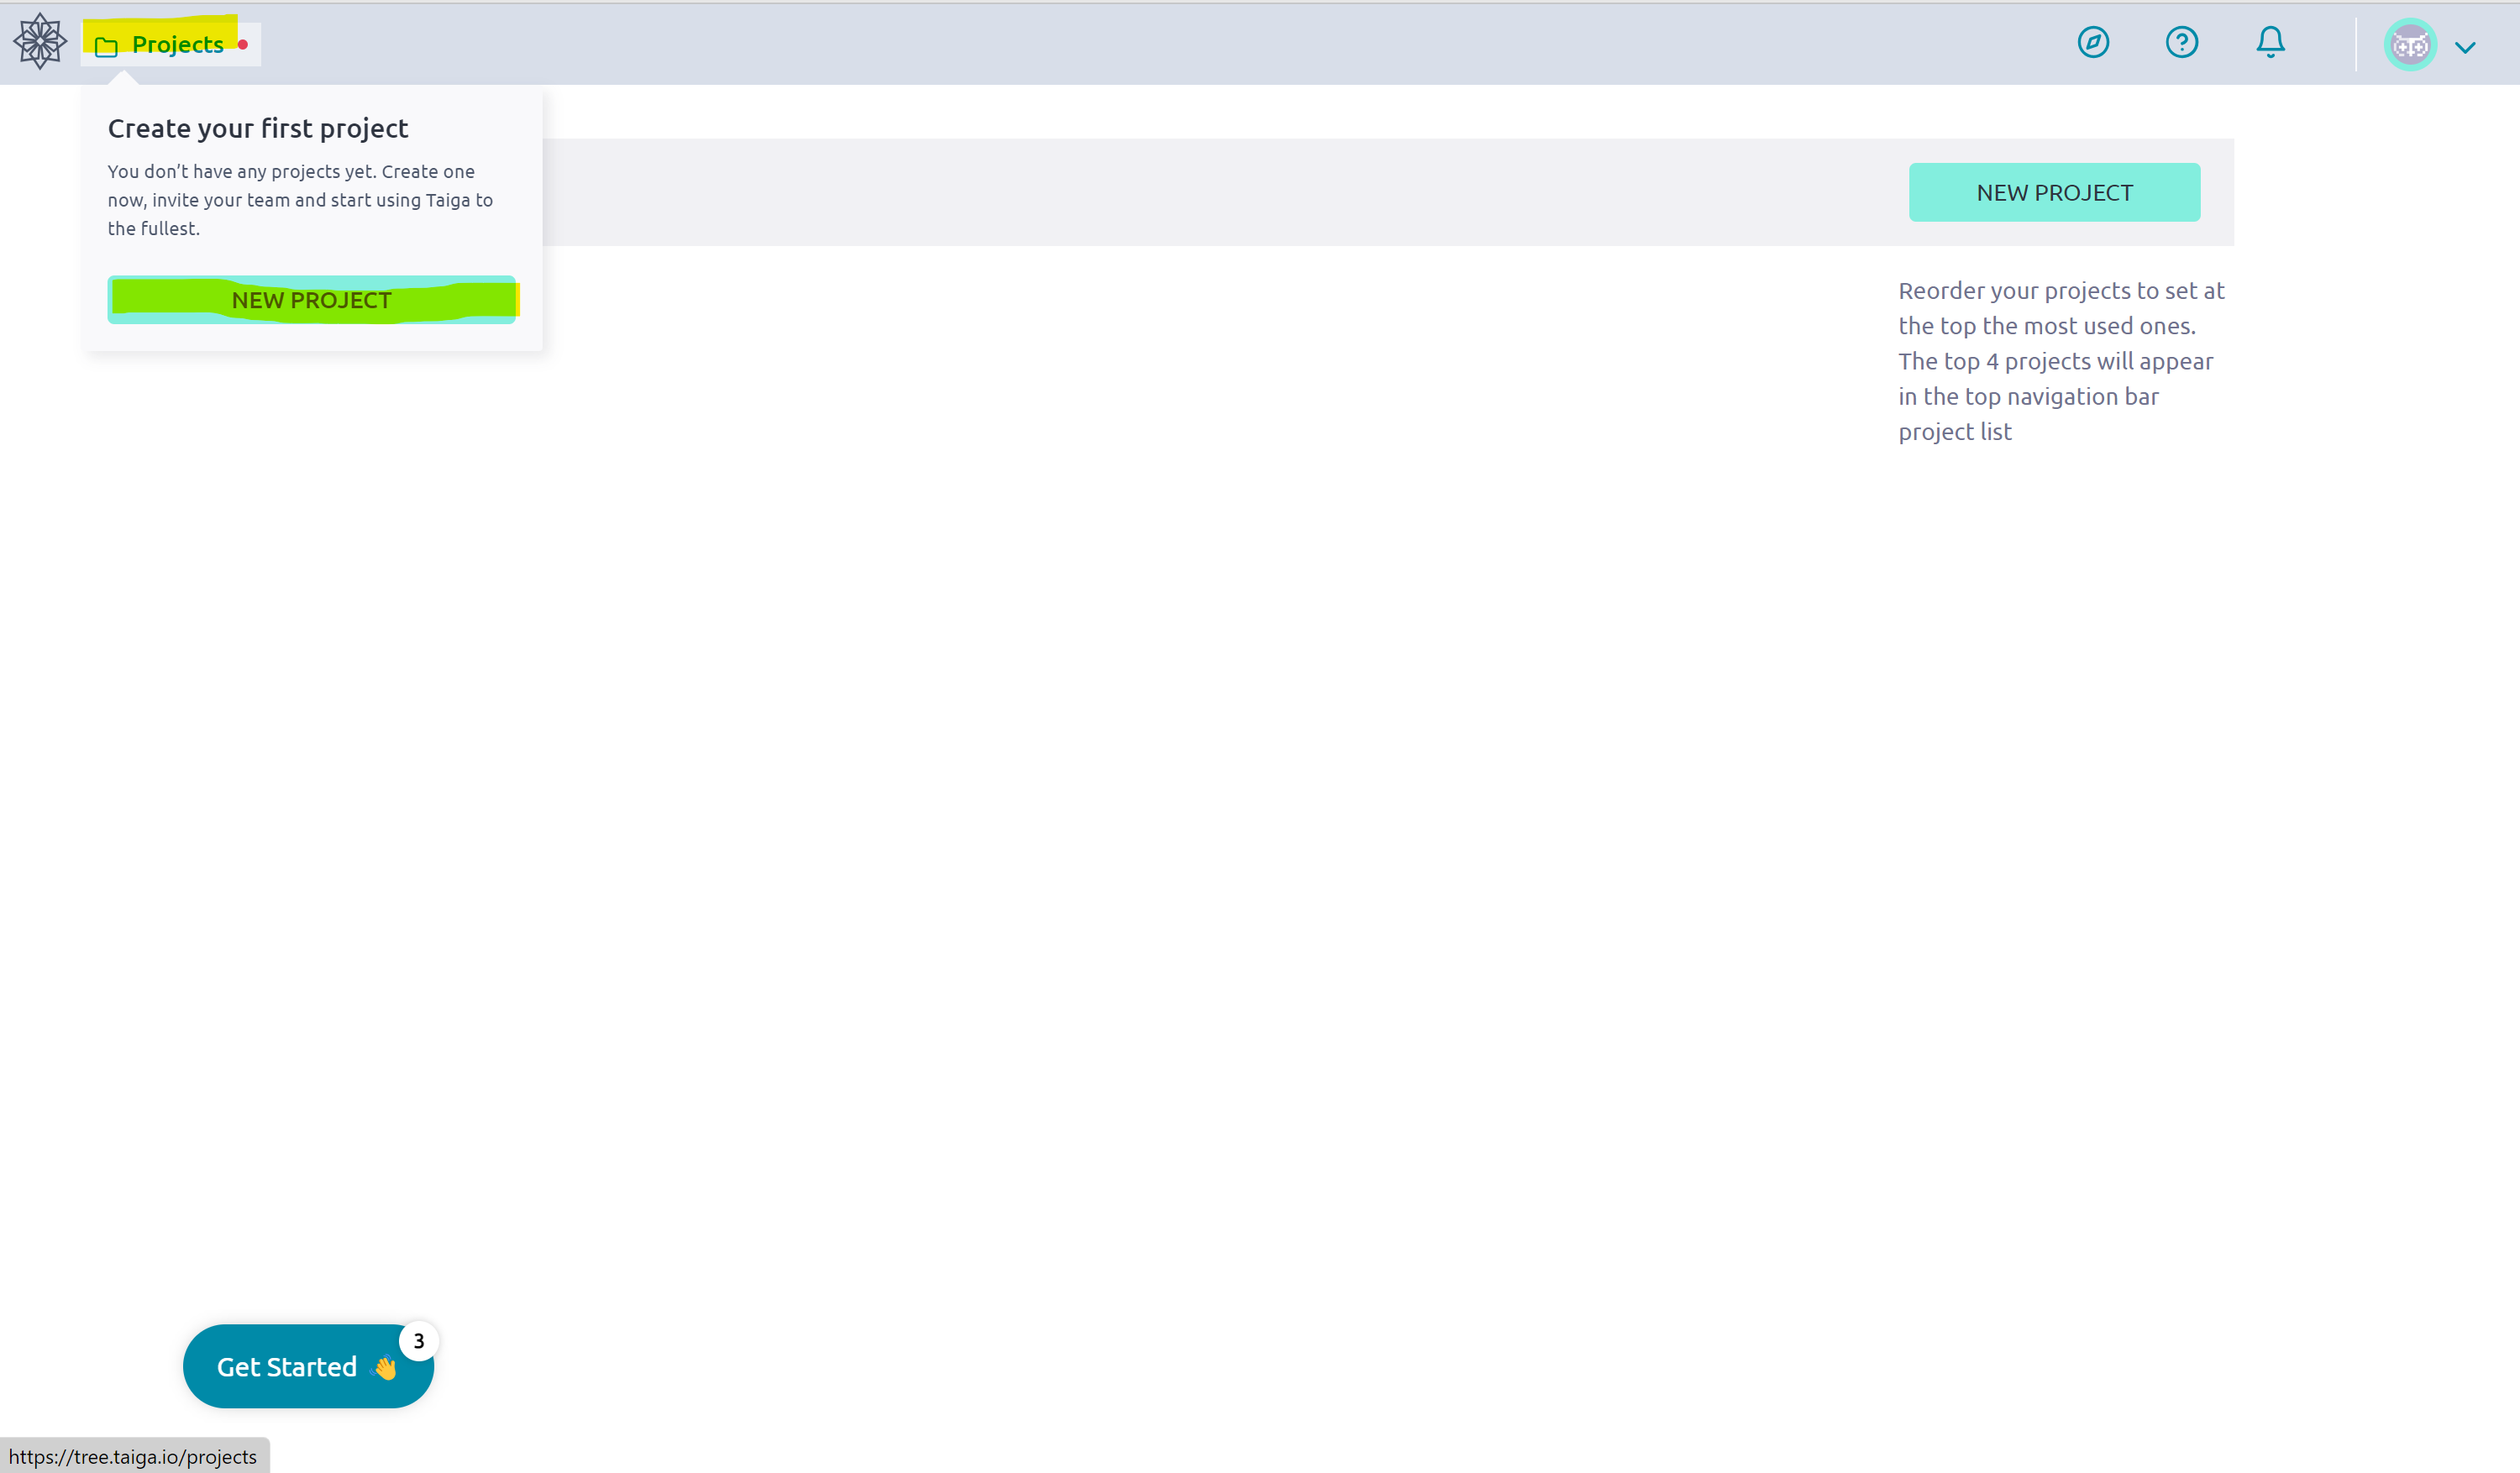 Projects
Create your first project
You don’t have any projects yet. Create one
now, invite your team and start using Taiga to
the fullest.
NEW PROJECT
NEW PROJECT
Reorder your projects to set at
the top the most used ones.
The top 4 projects will appear
in the top navigation bar
project list
3
Get Started 👋
https://tree.taiga.io/projects